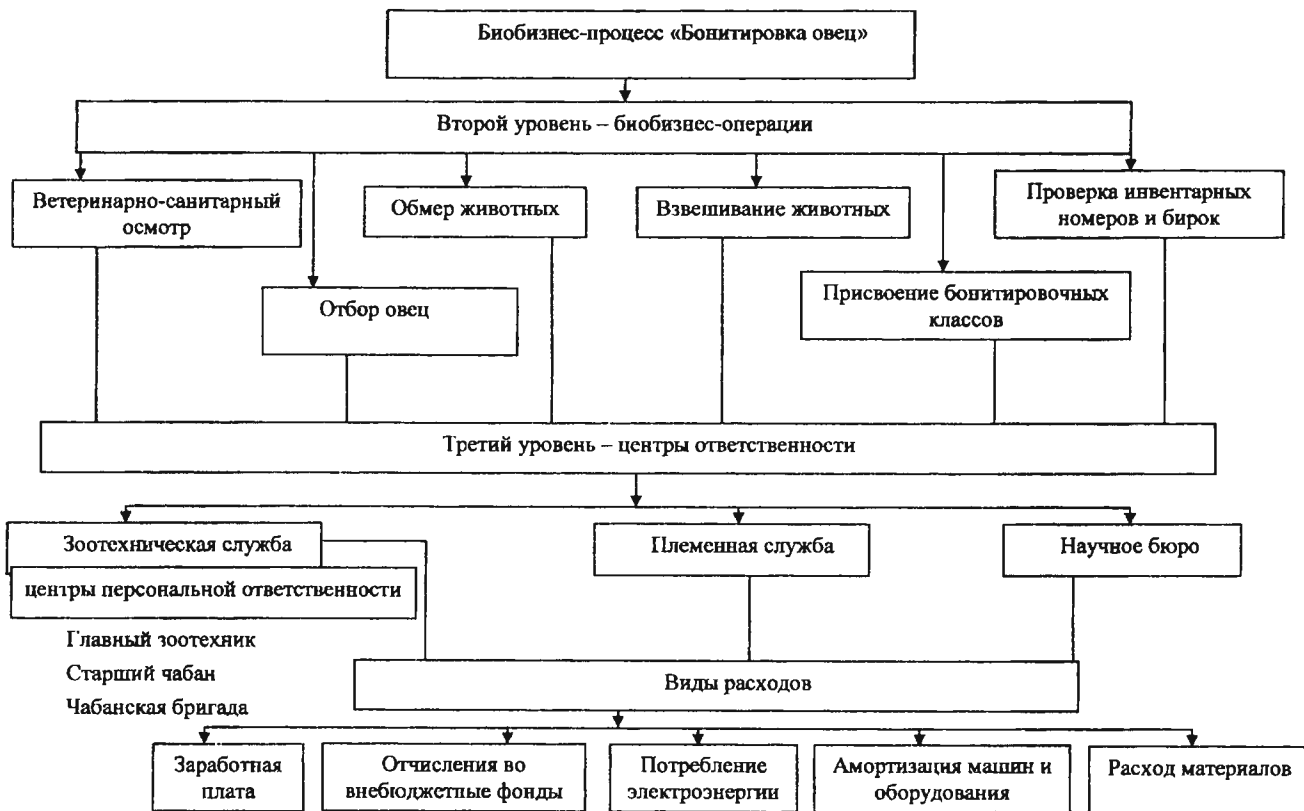 Биобизнес-процесс «Бонитировка овец»
Второй уровень – биобизнес-операции
Ветеринарно-санитарный
осмотр
Обмер животных
Взвешивание животных
Проверка инвентарных
номеров и бирок
Отбор овец
Присвоение бонитировочных
классов
Третий уровень – центры ответственности
Зоотехническая служба
центры персональной ответственности
Племенная служба
Научное бюро
Главный зоотехник
Старший чабан
Чабанская бригада
Виды расходов
Заработная
плата
Отчисления во
внебюджетные фонды
Потребление
электроэнергии
Амортизация машин и
оборудования
Расход материалов